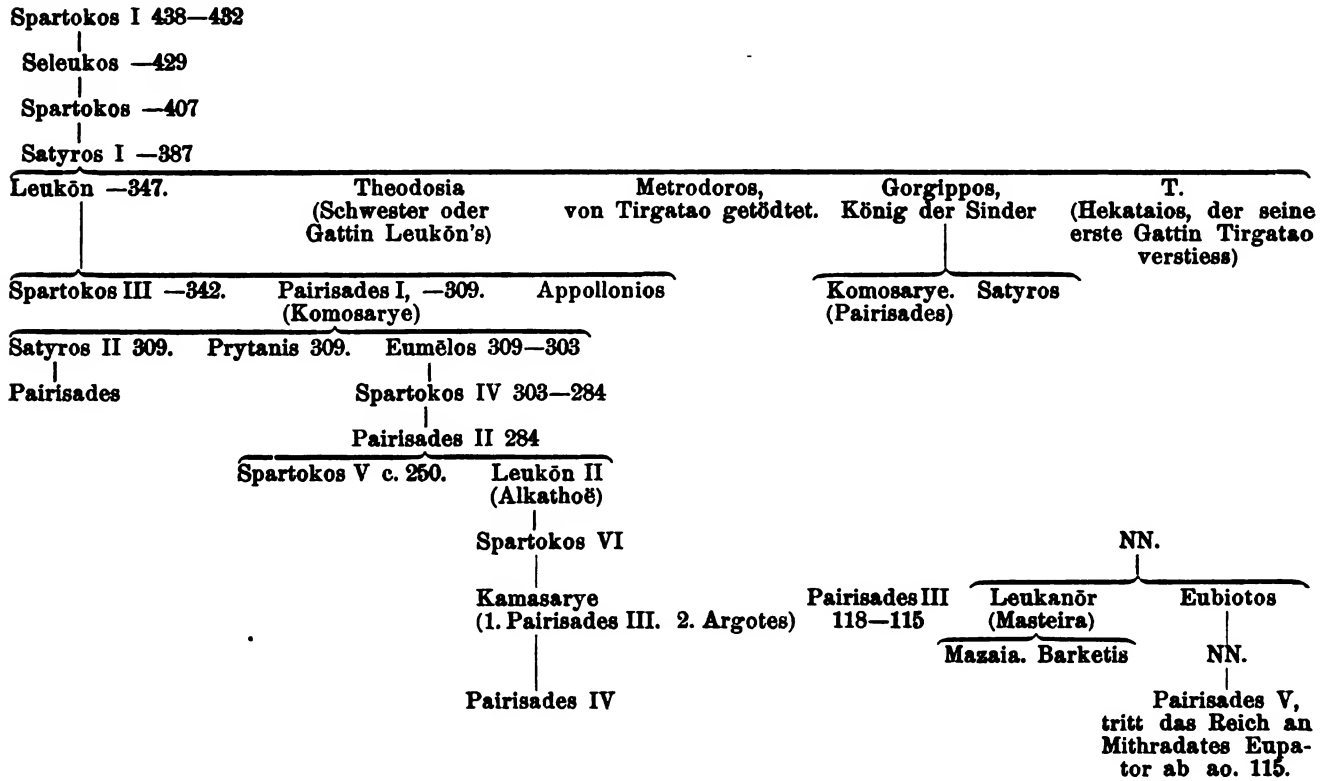 Spartokos I 438—432
Seleukos —429
Spartokos —407
Satyros I —387
Leukōn —347. Theodosia Metrodoros, Gorgippos, T.
(Schwester oder von Tirgatao getödtet. König der Sinder (Hekataios, der seine
Gattin Leukōn's) erste Gattin Tirgatao
verstiess)
Spartokos III —342. Pairisades I, —309. Appollonios Komosarye. Satyros
(Komosarye) (Pairisades)
Satyros II 309. Prytanis 309. Eumēlos 309—303
Pairisades Spartokos IV 303—284
Pairisades II 284
Spartokos V c. 250. Leukōn II
(Alkathoë)
Spartokos VI NN.
Kamasarye Pairisades III Leukanōr Eubiotos
(1. Pairisades III. 2. Argotes) 118—115 (Masteira)
Mazaia. Barketis NN.
Pairisades IV Pairisades V,
tritt das Reich an
Mithradates Eupa-
tor ab ao. 115.